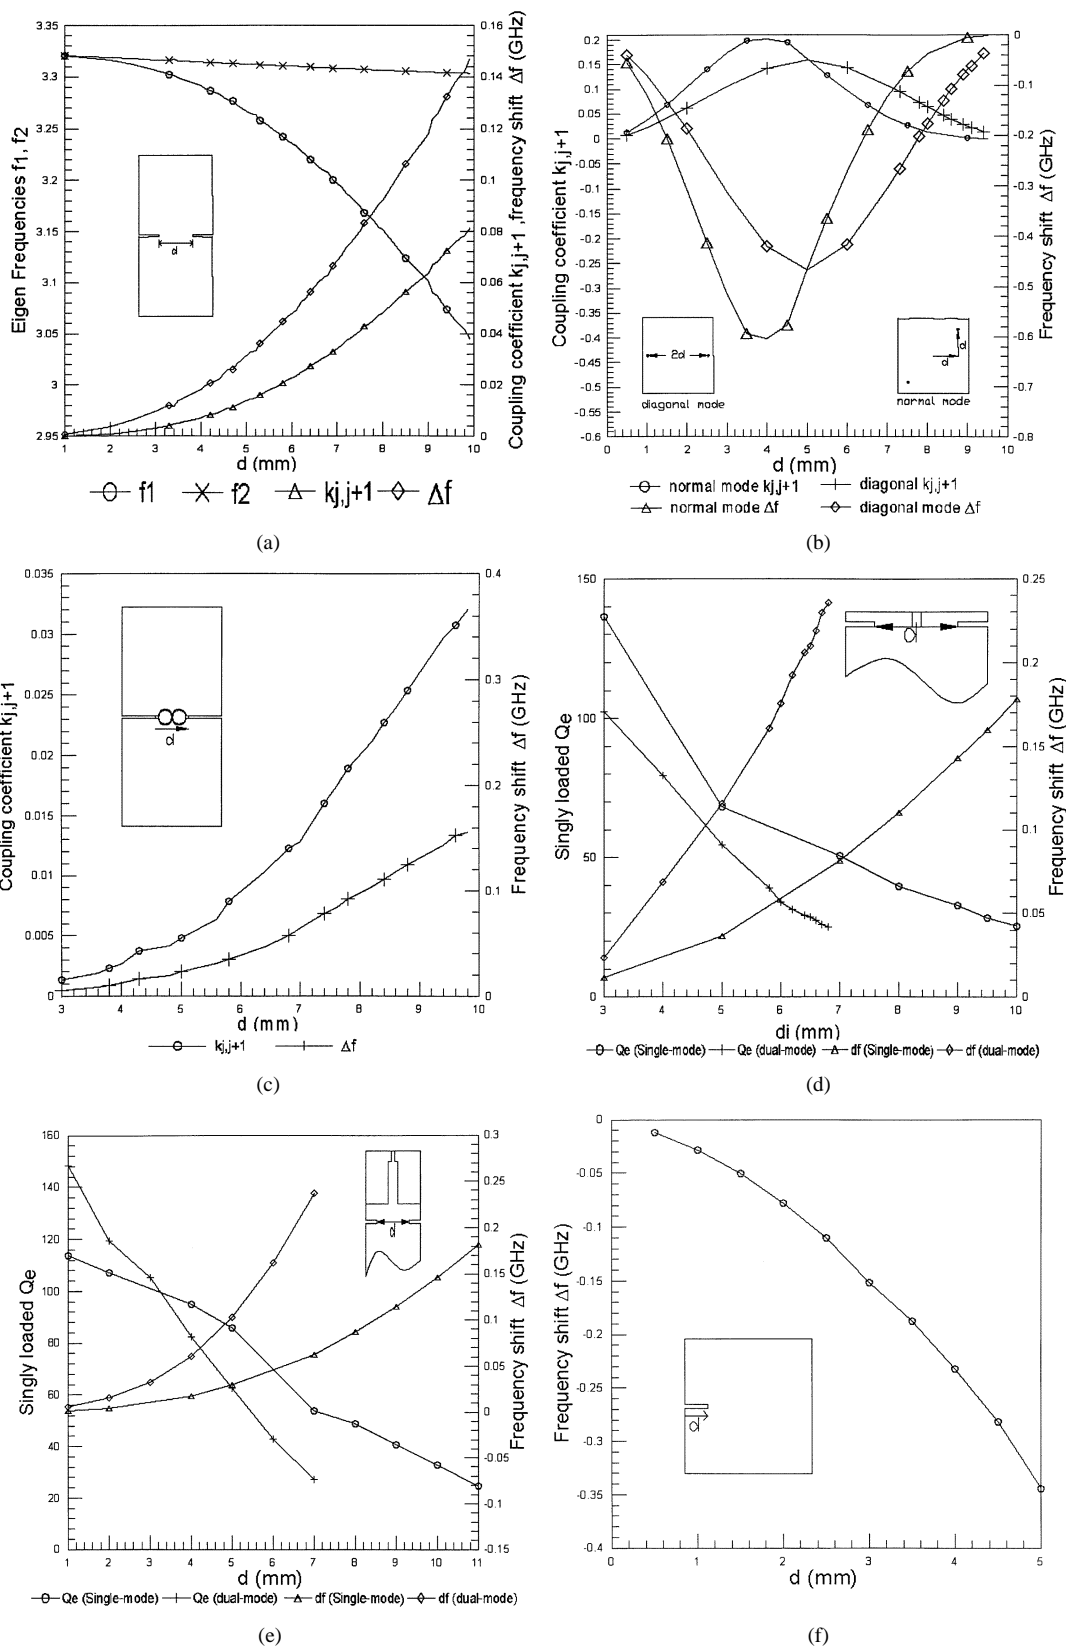 3.35
3.3
3.25
3.2
3.15
3.1
3.05
3
2.95
Eigen Frequencies f1, f2
0.16
0.14
0.12
0.1
0.08
0.06
0.04
0.02
0
Coupling coefficient kj,j+1 ,frequency shift Δf (GHz)
d
1 2 3 4 5 6 7 8 9 10
d (mm)
f1 f2 kj,j+1 Δf
(a)
0.2
0.15
0.1
0.05
0
-0.05
-0.1
-0.15
-0.2
-0.25
-0.3
-0.35
-0.4
-0.45
-0.5
-0.55
-0.6
Coupling coefficient kj,j+1
0
-0.1
-0.2
-0.3
-0.4
-0.5
-0.6
-0.7
-0.8
Frequency shift Δf (GHz)
2d
diagonal mode
d
d
normal mode
0 1 2 3 4 5 6 7 8 9 10
d (mm)
normal mode kj,j+1 diagonal kj,j+1
normal mode Δf diagonal mode Δf
(b)
0.035
0.03
0.023
0.02
0.015
0.01
0.005
0
Coupling coefficient kj,j+1
0.4
0.3
0.2
0.1
0
Frequency shift Δf (GHz)
d
3 4 5 6 7 8 9 10
d (mm)
kj,j+1 Δf
(c)
150
100
50
0
Singly loaded Qe
0.25
0.2
0.15
0.1
0.05
0
Frequency shift Δf (GHz)
d
3 4 5 6 7 8 9 10
di (mm)
Qe (Single-mode) Qe (dual-mode) df (Single-mode) df (dual-mode)
(d)
160
140
120
100
80
60
40
20
0
Singly loaded Qe
0.3
0.25
0.2
0.15
0.1
0.05
0
-0.05
-0.1
-0.15
Frequency shift Δf (GHz)
d
1 2 3 4 5 6 7 8 9 10 11
d (mm)
Qe (Single-mode) Qe (dual-mode) df (Single-mode) df (dual-mode)
(e)
0
-0.05
-0.1
-0.15
-0.2
-0.25
-0.3
-0.35
-0.4
Frequency shift Δf (GHz)
d
0 1 2 3 4 5
d (mm)
(f)